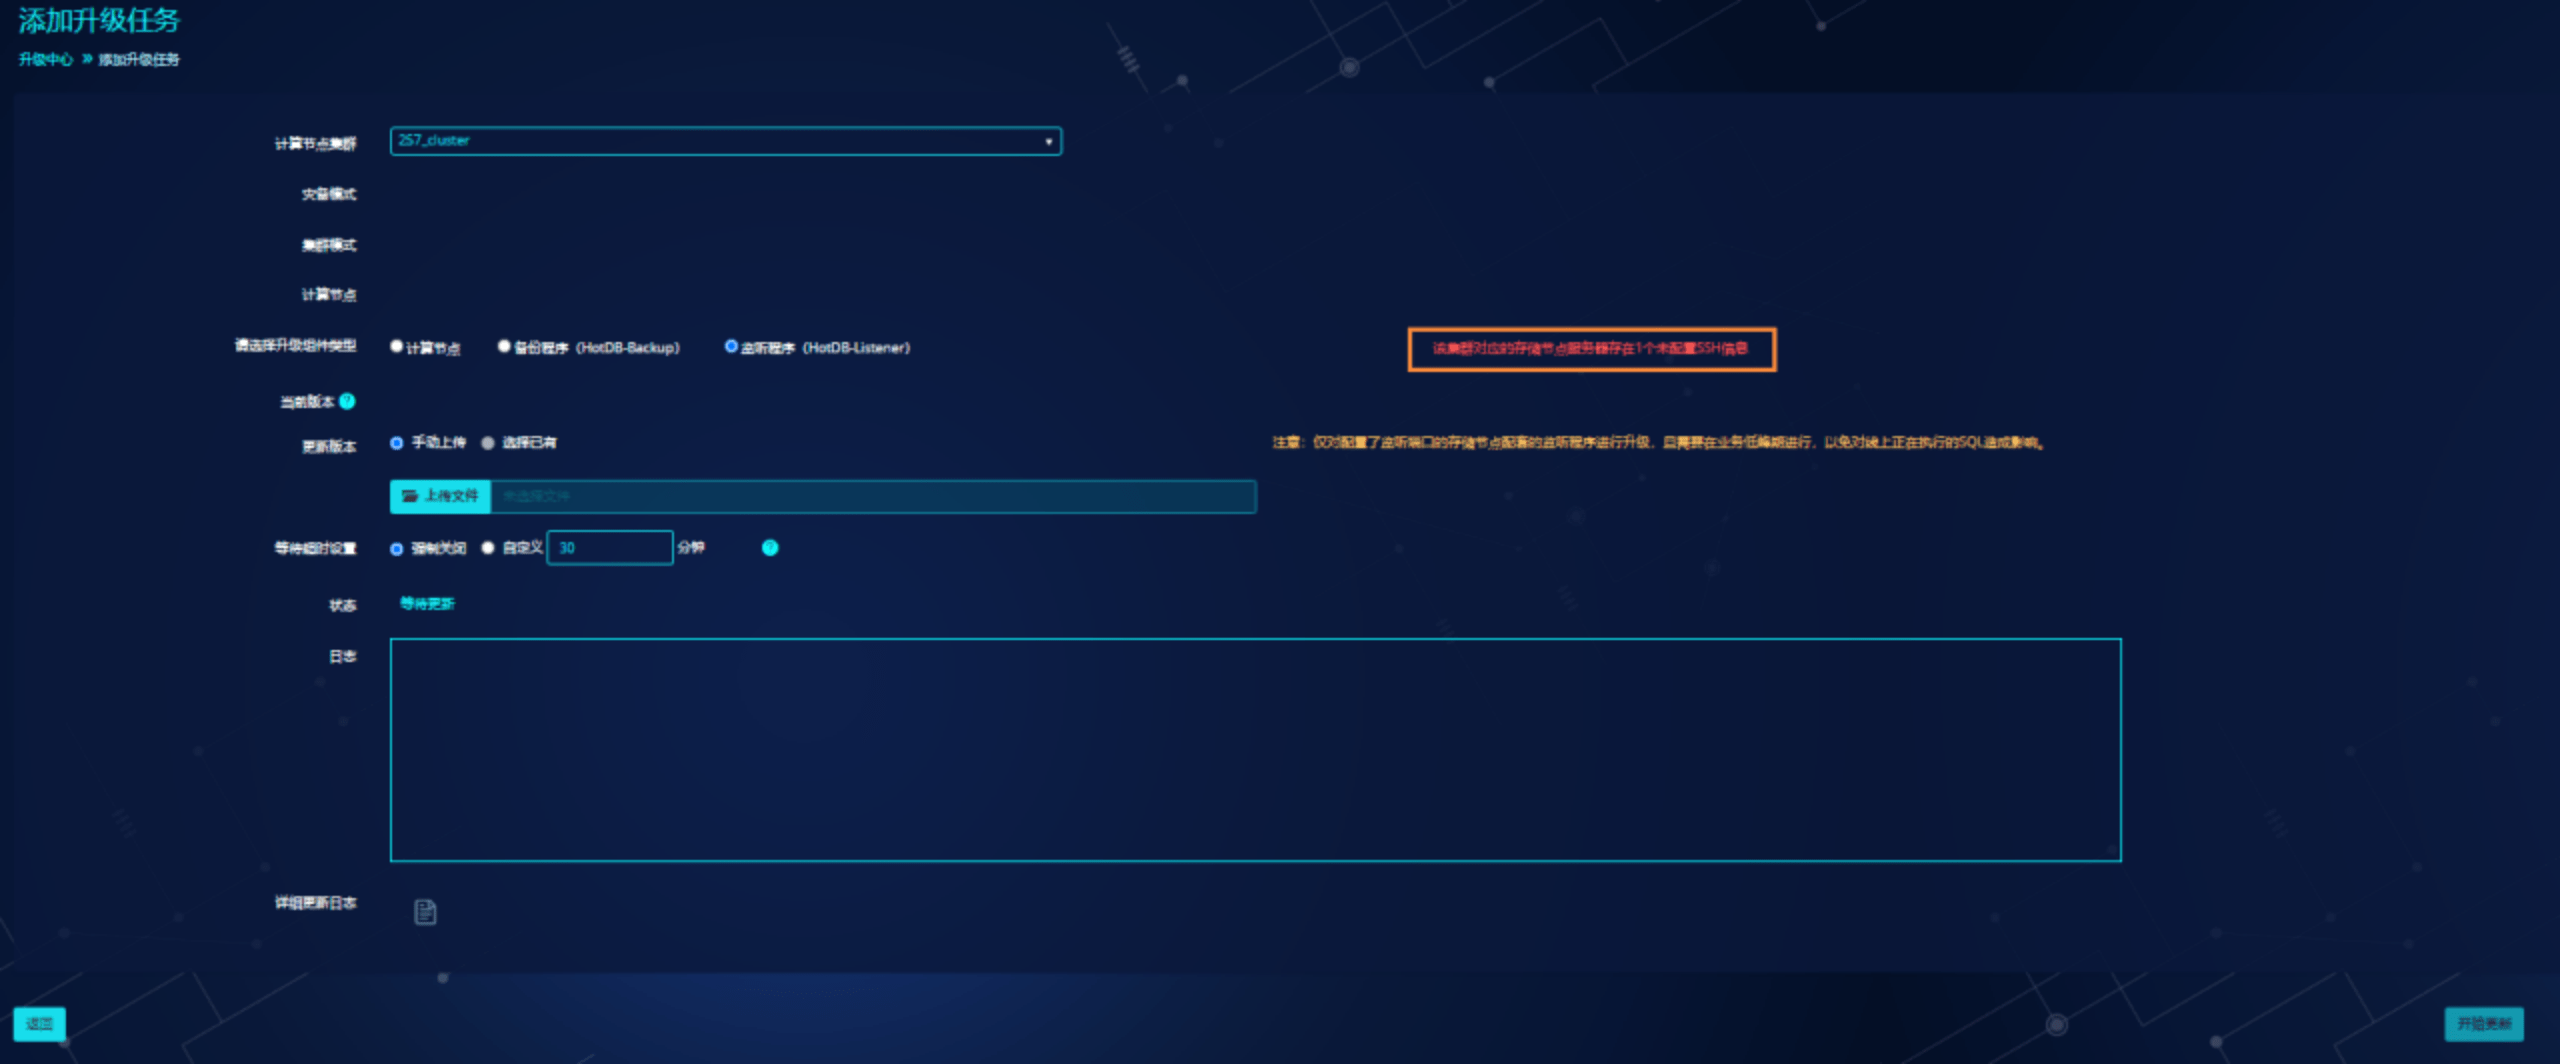 添加升级任务
升级中心 » 添加升级任务
计算节点集群 257_cluster
灾备模式
集群模式
计算节点
请选择升级组件类型 计算节点 备份程序（HotDB-Backup） 监听程序（HotDB-Listener） 该集群对应的存储节点服务器存在1个未配置SSH信息
当前版本 ?
更新版本 手动上传 选择已有 注意：仅对配置了监听端口的存储节点配套的监听程序进行升级，且需要在业务低峰期进行，以免对线上正在执行的SQL造成影响。
上传文件 未选择文件
等待超时设置 强制关闭 自定义 30 分钟 ?
状态 等待更新
日志
详细更新日志
返回 开始更新